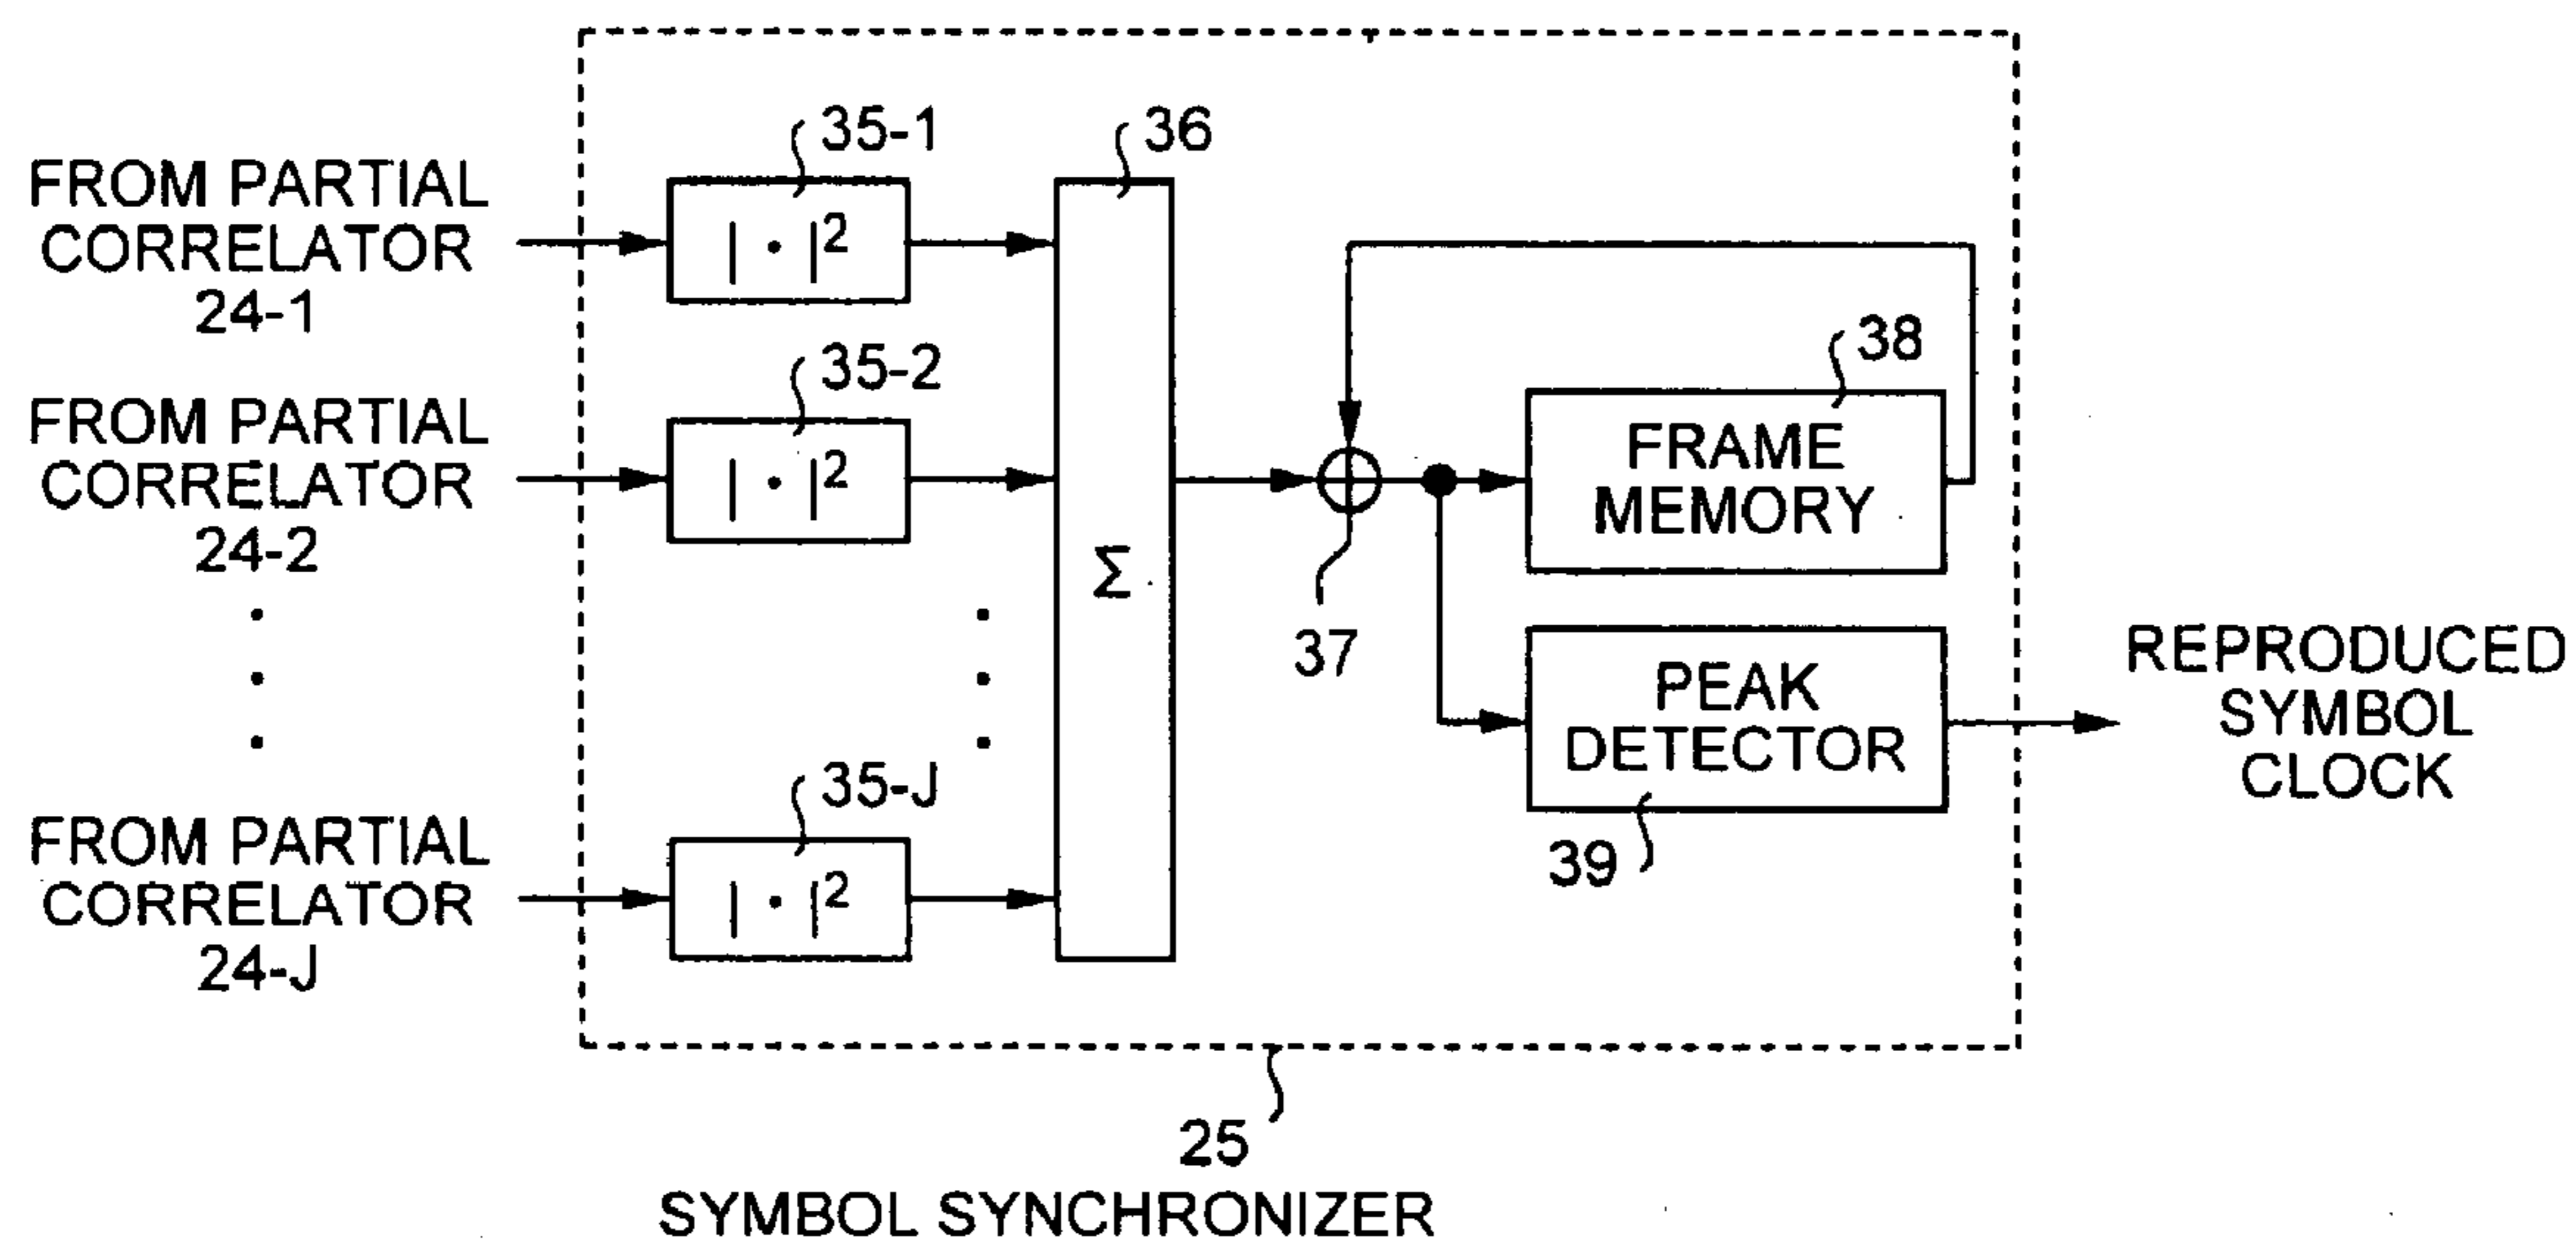 35-1
36
FROM PARTIAL
CORRELATOR
24-1
| · |2
38
35-2
FROM PARTIAL
CORRELATOR
24-2
| · |2
FRAME
MEMORY
Σ
37
PEAK
DETECTOR
REPRODUCED
SYMBOL
CLOCK
35-J
39
FROM PARTIAL
CORRELATOR
24-J
| · |2
25
SYMBOL SYNCHRONIZER